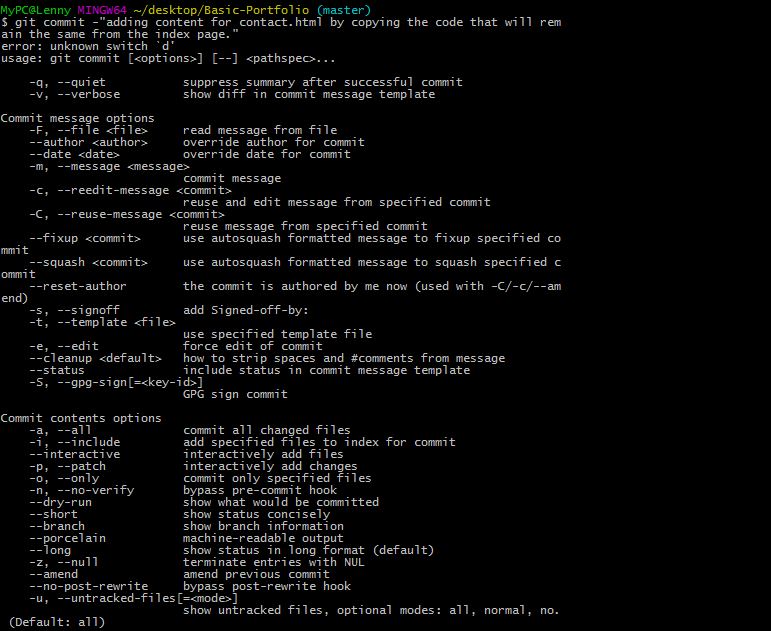 MyPC@Lenny MINGW64 ~/desktop/Basic-Portfolio (master)
$ git commit -"adding content for contact.html by copying the code that will rem
ain the same from the index page."
error: unknown switch `d'
usage: git commit [<options>] [--] <pathspec>...

    -q, --quiet           suppress summary after successful commit
    -v, --verbose         show diff in commit message template

Commit message options
    -F, --file <file>     read message from file
    --author <author>     override author for commit
    --date <date>         override date for commit
    -m, --message <message>
                          commit message
    -c, --reedit-message <commit>
                          reuse and edit message from specified commit
    -C, --reuse-message <commit>
                          reuse message from specified commit
    --fixup <commit>      use autosquash formatted message to fixup specified co
mmit
    --squash <commit>     use autosquash formatted message to squash specified c
ommit
    --reset-author        the commit is authored by me now (used with -C/-c/--am
end)
    -s, --signoff         add Signed-off-by:
    -t, --template <file>
                          use specified template file
    -e, --edit            force edit of commit
    --cleanup <default>   how to strip spaces and #comments from message
    --status              include status in commit message template
    -S, --gpg-sign[=<key-id>]
                          GPG sign commit

Commit contents options
    -a, --all             commit all changed files
    -i, --include         add specified files to index for commit
    --interactive         interactively add files
    -p, --patch           interactively add changes
    -o, --only            commit only specified files
    -n, --no-verify       bypass pre-commit hook
    --dry-run             show what would be committed
    --short               show status concisely
    --branch              show branch information
    --porcelain           machine-readable output
    --long                show status in long format (default)
    -z, --null            terminate entries with NUL
    --amend               amend previous commit
    --no-post-rewrite     bypass post-rewrite hook
    -u, --untracked-files[=<mode>]
                          show untracked files, optional modes: all, normal, no.
 (Default: all)